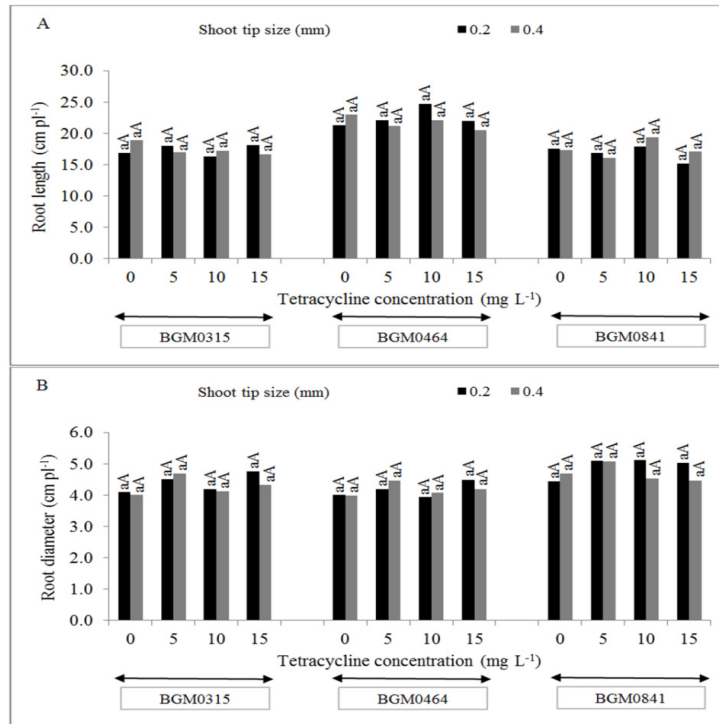 A
Shoot tip size (mm) 0.2 0.4
Root length (cm pl⁻¹)
30.0
25.0
20.0
15.0
10.0
5.0
0.0
aA aA aA aA aA aA aA aA aA aA aA aA aA aA aA aA aA aA aA aA aA aA aA aA
0 5 10 15 0 5 10 15 0 5 10 15
Tetracycline concentration (mg L⁻¹)
BGM0315 BGM0464 BGM0841
B
Shoot tip size (mm) 0.2 0.4
Root diameter (cm pl⁻¹)
6.0
5.0
4.0
3.0
2.0
1.0
0.0
aA aA aA aA aA aA aA aA aA aA aA aA aA aA aA aA aA aA aA aA aA aA aA aA
0 5 10 15 0 5 10 15 0 5 10 15
Tetracycline concentration (mg L⁻¹)
BGM0315 BGM0464 BGM0841